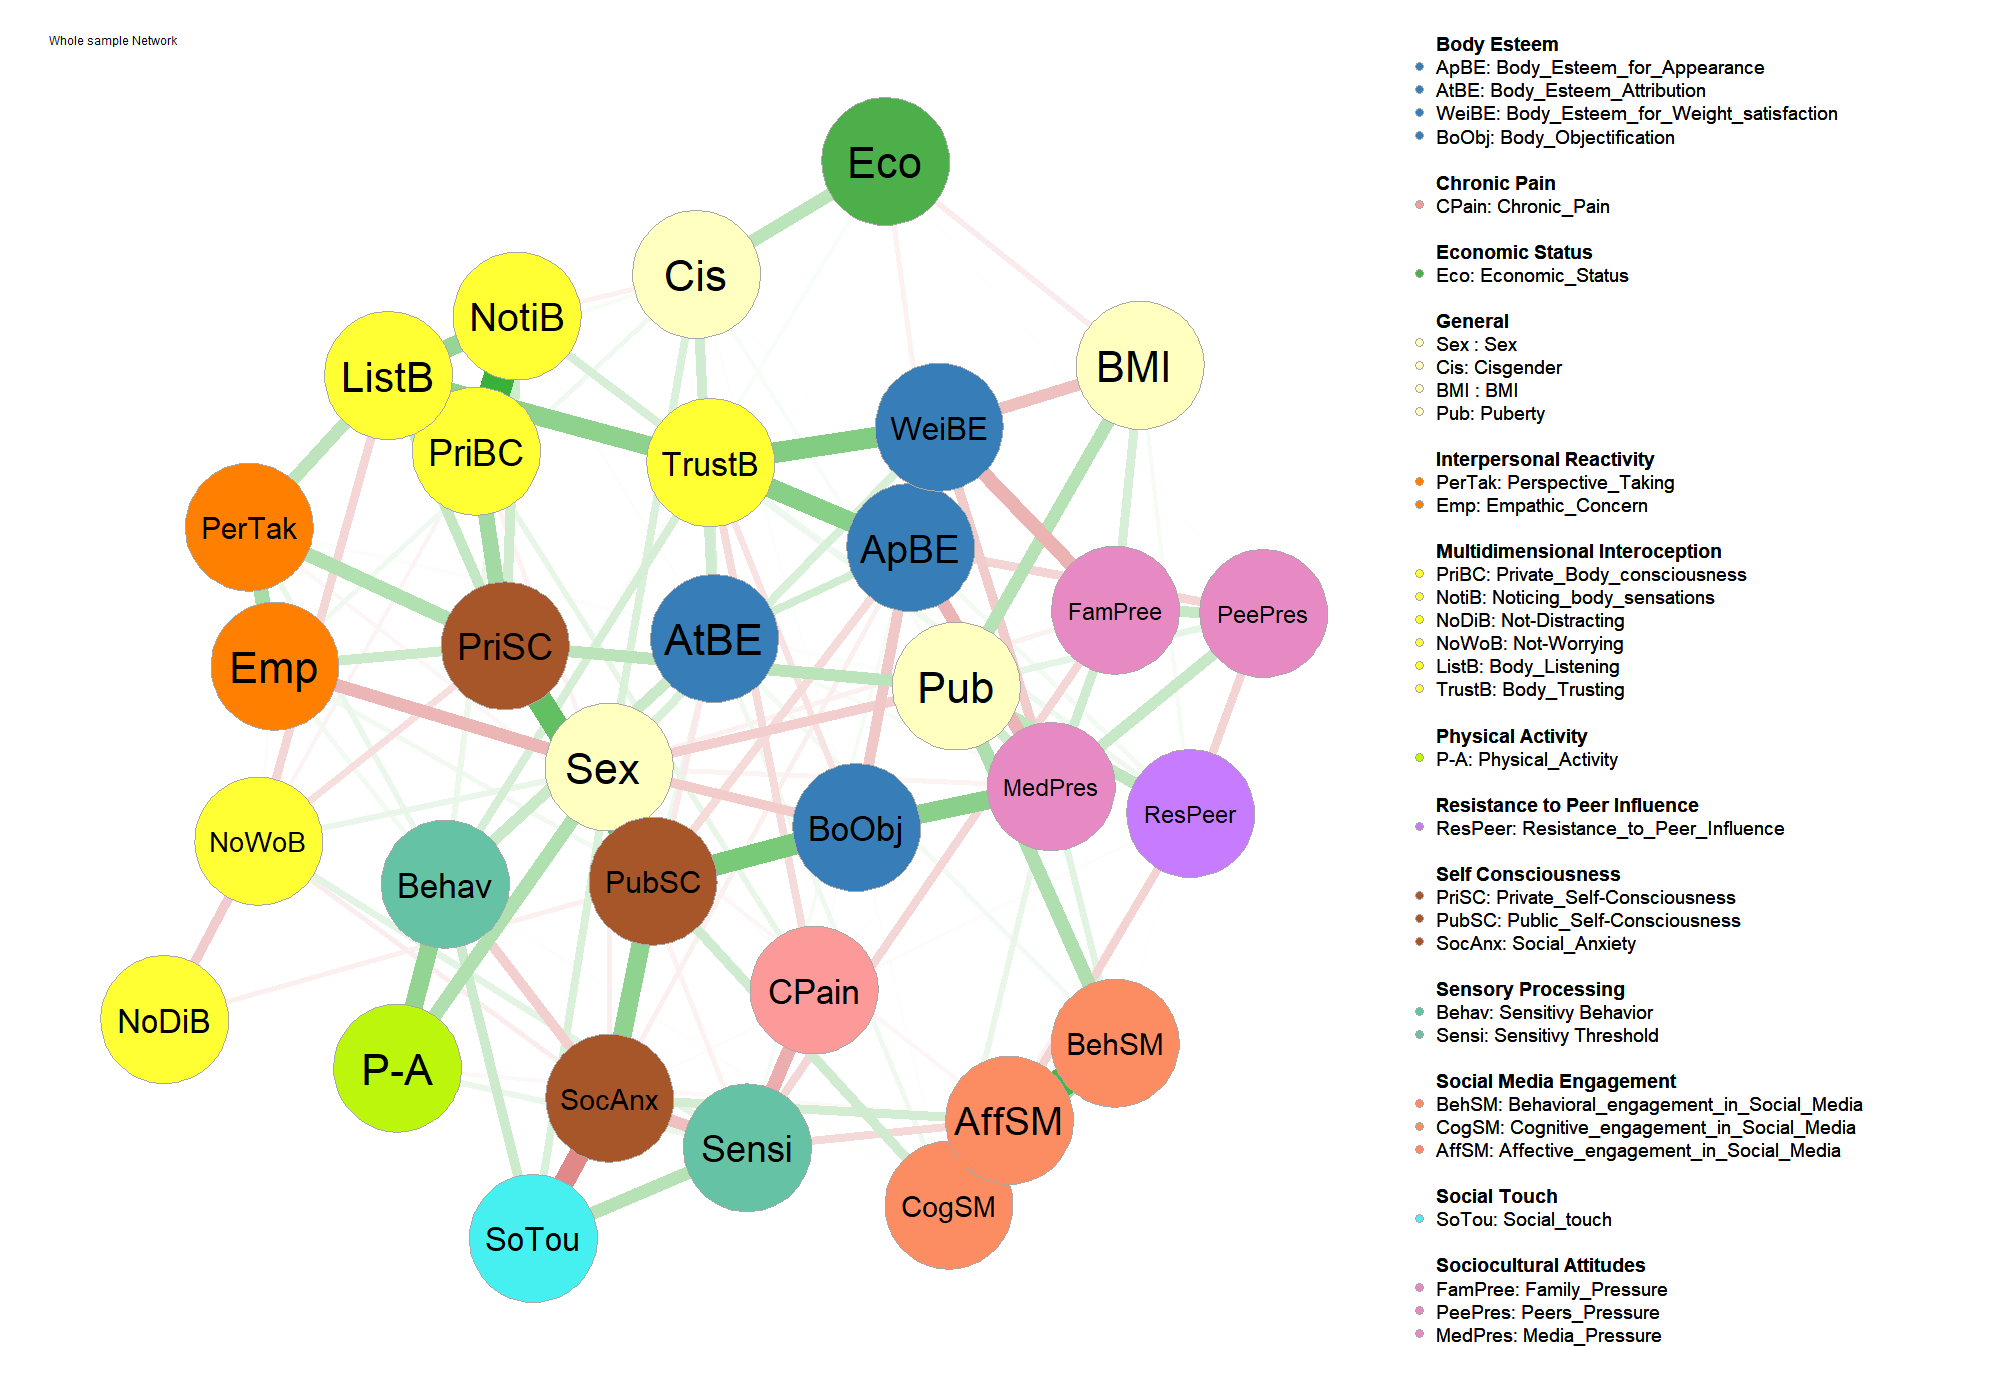 Whole sample Network
Eco
Cis
NotiB
ListB
BMI
PriBC
TrustB
WeiBE
PerTak
ApBE
FamPree
PeePres
Emp
PriSC
AtBE
Pub
Sex
MedPres
ResPeer
NoWoB
Behav
PubSC
BoObj
NoDiB
CPain
P-A
SocAnx
BehSM
AffSM
Sensi
CogSM
SoTou
Body Esteem
ApBE: Body_Esteem_for_Appearance
AtBE: Body_Esteem_Attribution
WeiBE: Body_Esteem_for_Weight_satisfaction
BoObj: Body_Objectification
Chronic Pain
CPain: Chronic_Pain
Economic Status
Eco: Economic_Status
General
Sex : Sex
Cis: Cisgender
BMI : BMI
Pub: Puberty
Interpersonal Reactivity
PerTak: Perspective_Taking
Emp: Empathic_Concern
Multidimensional Interoception
PriBC: Private_Body_consciousness
NotiB: Noticing_body_sensations
NoDiB: Not-Distracting
NoWoB: Not-Worrying
ListB: Body_Listening
TrustB: Body_Trusting
Physical Activity
P-A: Physical_Activity
Resistance to Peer Influence
ResPeer: Resistance_to_Peer_Influence
Self Consciousness
PriSC: Private_Self-Consciousness
PubSC: Public_Self-Consciousness
SocAnx: Social_Anxiety
Sensory Processing
Behav: Sensitivy Behavior
Sensi: Sensitivy Threshold
Social Media Engagement
BehSM: Behavioral_engagement_in_Social_Media
CogSM: Cognitive_engagement_in_Social_Media
AffSM: Affective_engagement_in_Social_Media
Social Touch
SoTou: Social_touch
Sociocultural Attitudes
FamPree: Family_Pressure
PeePres: Peers_Pressure
MedPres: Media_Pressure